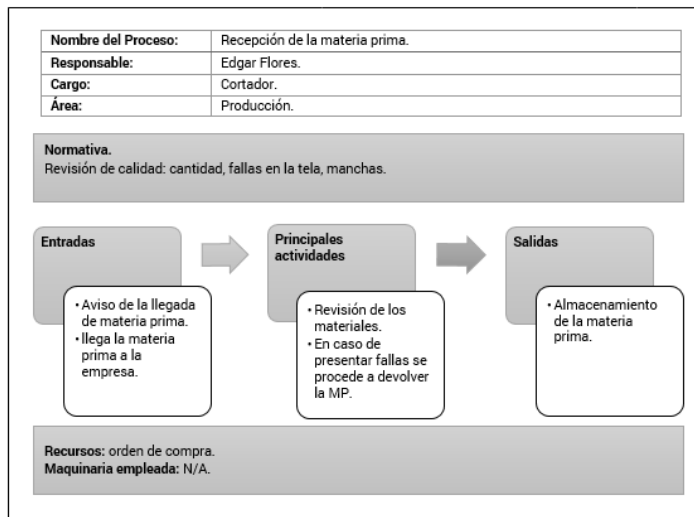 Nombre del Proceso: Recepción de la materia prima.
Responsable: Edgar Flores.
Cargo: Cortador.
Área: Producción.
Normativa.
Revisión de calidad: cantidad, fallas en la tela, manchas.
Entradas
• Aviso de la llegada
de materia prima.
• llega la materia
prima a la
empresa.
Principales
actividades
• Revisión de los
materiales.
• En caso de
presentar fallas se
procede a devolver
la MP.
Salidas
• Almacenamiento
de la materia
prima.
Recursos: orden de compra.
Maquinaria empleada: N/A.